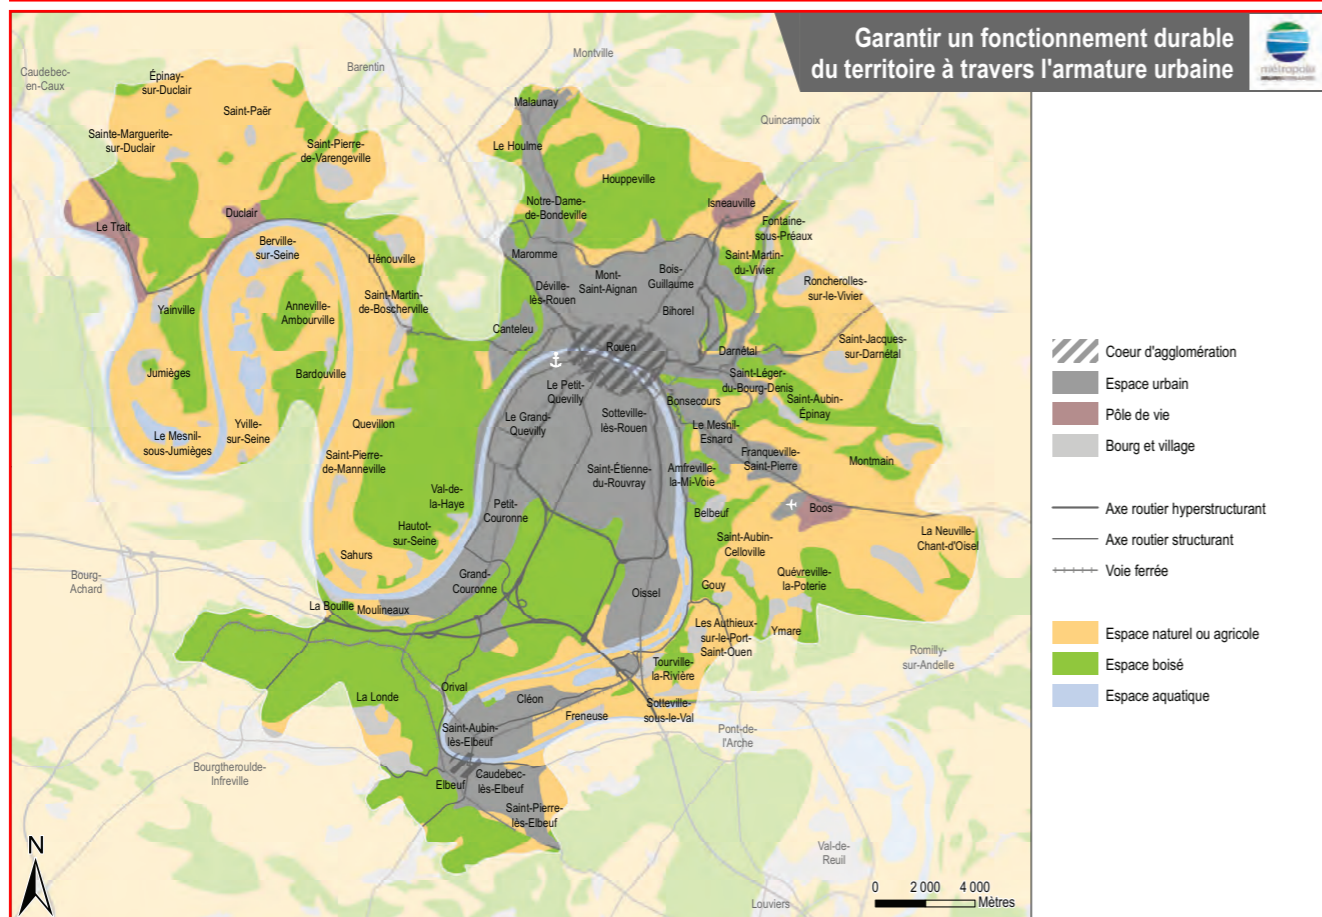 Garantir un fonctionnement durable
du territoire à travers l'armature urbaine
métropole
Caudebec-
en-Caux
Barentin
Montville
Quincampoix
Épinay-
sur-Duclair
Saint-Paër
Sainte-Marguerite-
sur-Duclair
Saint-Pierre-
de-Varengeville
Malaunay
Le Houlme
Houppeville
Notre-Dame-
de-Bondeville
Isneauville
Fontaine-
sous-Préaux
Le Trait
Duclair
Berville-
sur-Seine
Hénouville
Maromme
Mont-
Saint-Aignan
Bois-
Guillaume
Saint-Martin-
du-Vivier
Roncherolles-
sur-le-Vivier
Déville-
lès-Rouen
Bihorel
Yainville
Anneville-
Ambourville
Saint-Martin-
de-Boscherville
Canteleu
Rouen
Darnétal
Saint-Jacques-
sur-Darnétal
Jumièges
Bardouville
Le Petit-
Quevilly
Saint-Léger-
du-Bourg-Denis
Bonsecours
Saint-Aubin-
Épinay
Le Mesnil-
sous-Jumièges
Yville-
sur-Seine
Quevillon
Le Grand-
Quevilly
Sotteville-
lès-Rouen
Le Mesnil-
Esnard
Saint-Pierre-
de-Manneville
Franqueville-
Saint-Pierre
Montmain
Saint-Étienne-
du-Rouvray
Amfreville-
la-Mi-Voie
Val-de-
la-Haye
Petit-
Couronne
Belbeuf
Boos
Hautot-
sur-Seine
Saint-Aubin-
Celloville
La Neuville-
Chant-d'Oisel
Sahurs
Grand-
Couronne
Oissel
Gouy
Quévreville-
la-Poterie
Bourg-
Achard
La Bouille
Moulineaux
Les Authieux-
sur-le-Port-
Saint-Ouen
Ymare
Romilly-
sur-Andelle
Tourville-
la-Rivière
La Londe
Orival
Cléon
Freneuse
Sotteville-
sous-le-Val
Saint-Aubin-
lès-Elbeuf
Pont-de-
l'Arche
Bourgtheroulde-
Infreville
Elbeuf
Caudebec-
lès-Elbeuf
Saint-Pierre-
lès-Elbeuf
Val-de-
Reuil
Louviers
N
0 2 000 4 000
Mètres
Coeur d'agglomération
Espace urbain
Pôle de vie
Bourg et village
Axe routier hyperstructurant
Axe routier structurant
Voie ferrée
Espace naturel ou agricole
Espace boisé
Espace aquatique